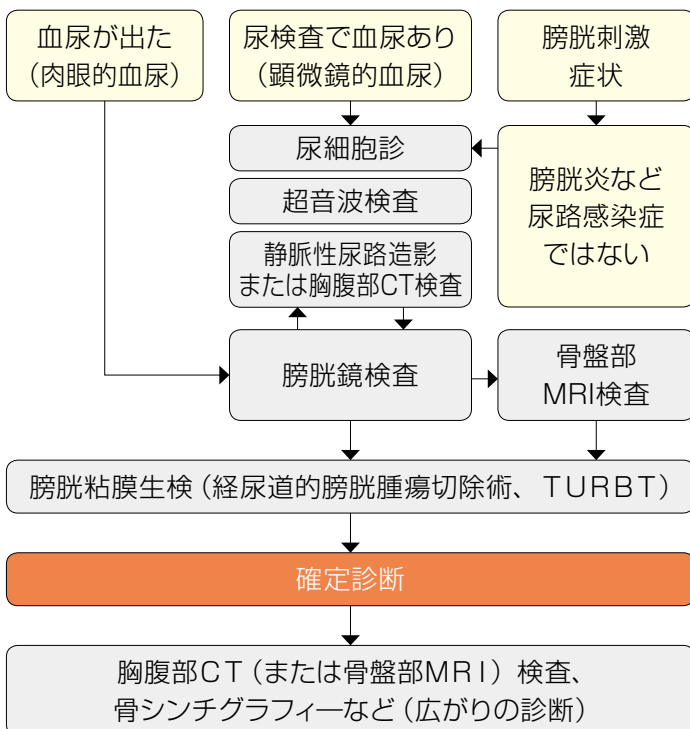 血尿が出た
（肉眼的血尿）
尿検査で血尿あり
（顕微鏡的血尿）
膀胱刺激
症状
尿細胞診
超音波検査
静脈性尿路造影
または胸腹部CT検査
膀胱炎など
尿路感染症
ではない
膀胱鏡検査
骨盤部
MRI検査
膀胱粘膜生検（経尿道的膀胱腫瘍切除術、TURBT）
確定診断
胸腹部CT（または骨盤部MRI）検査、
骨シンチグラフィーなど（広がりの診断）